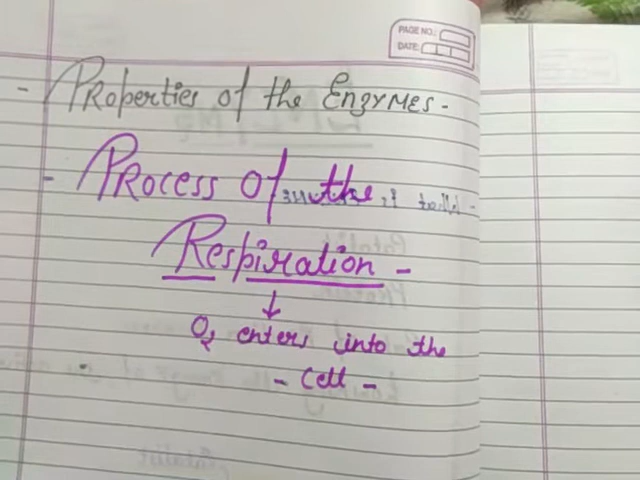 PAGE NO.:
DATE:
- Properties of the Enzymes -
- Process of the
Respiration -
↓
O₂ enters into the
- Cell -